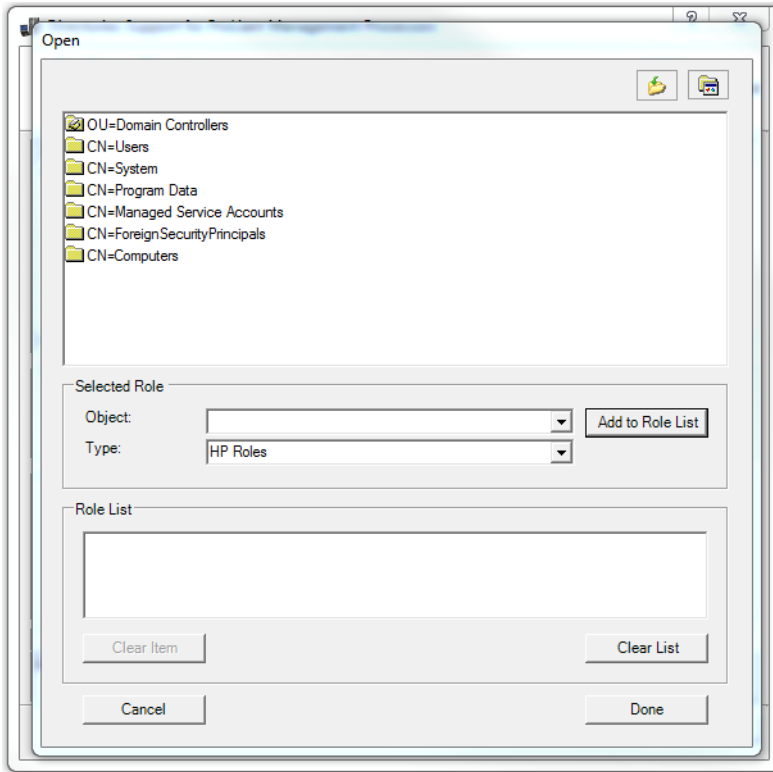 Open
OU=Domain Controllers
CN=Users
CN=System
CN=Program Data
CN=Managed Service Accounts
CN=ForeignSecurityPrincipals
CN=Computers
Selected Role
Object:
Add to Role List
Type:
HP Roles
Role List
Clear Item
Clear List
Cancel
Done